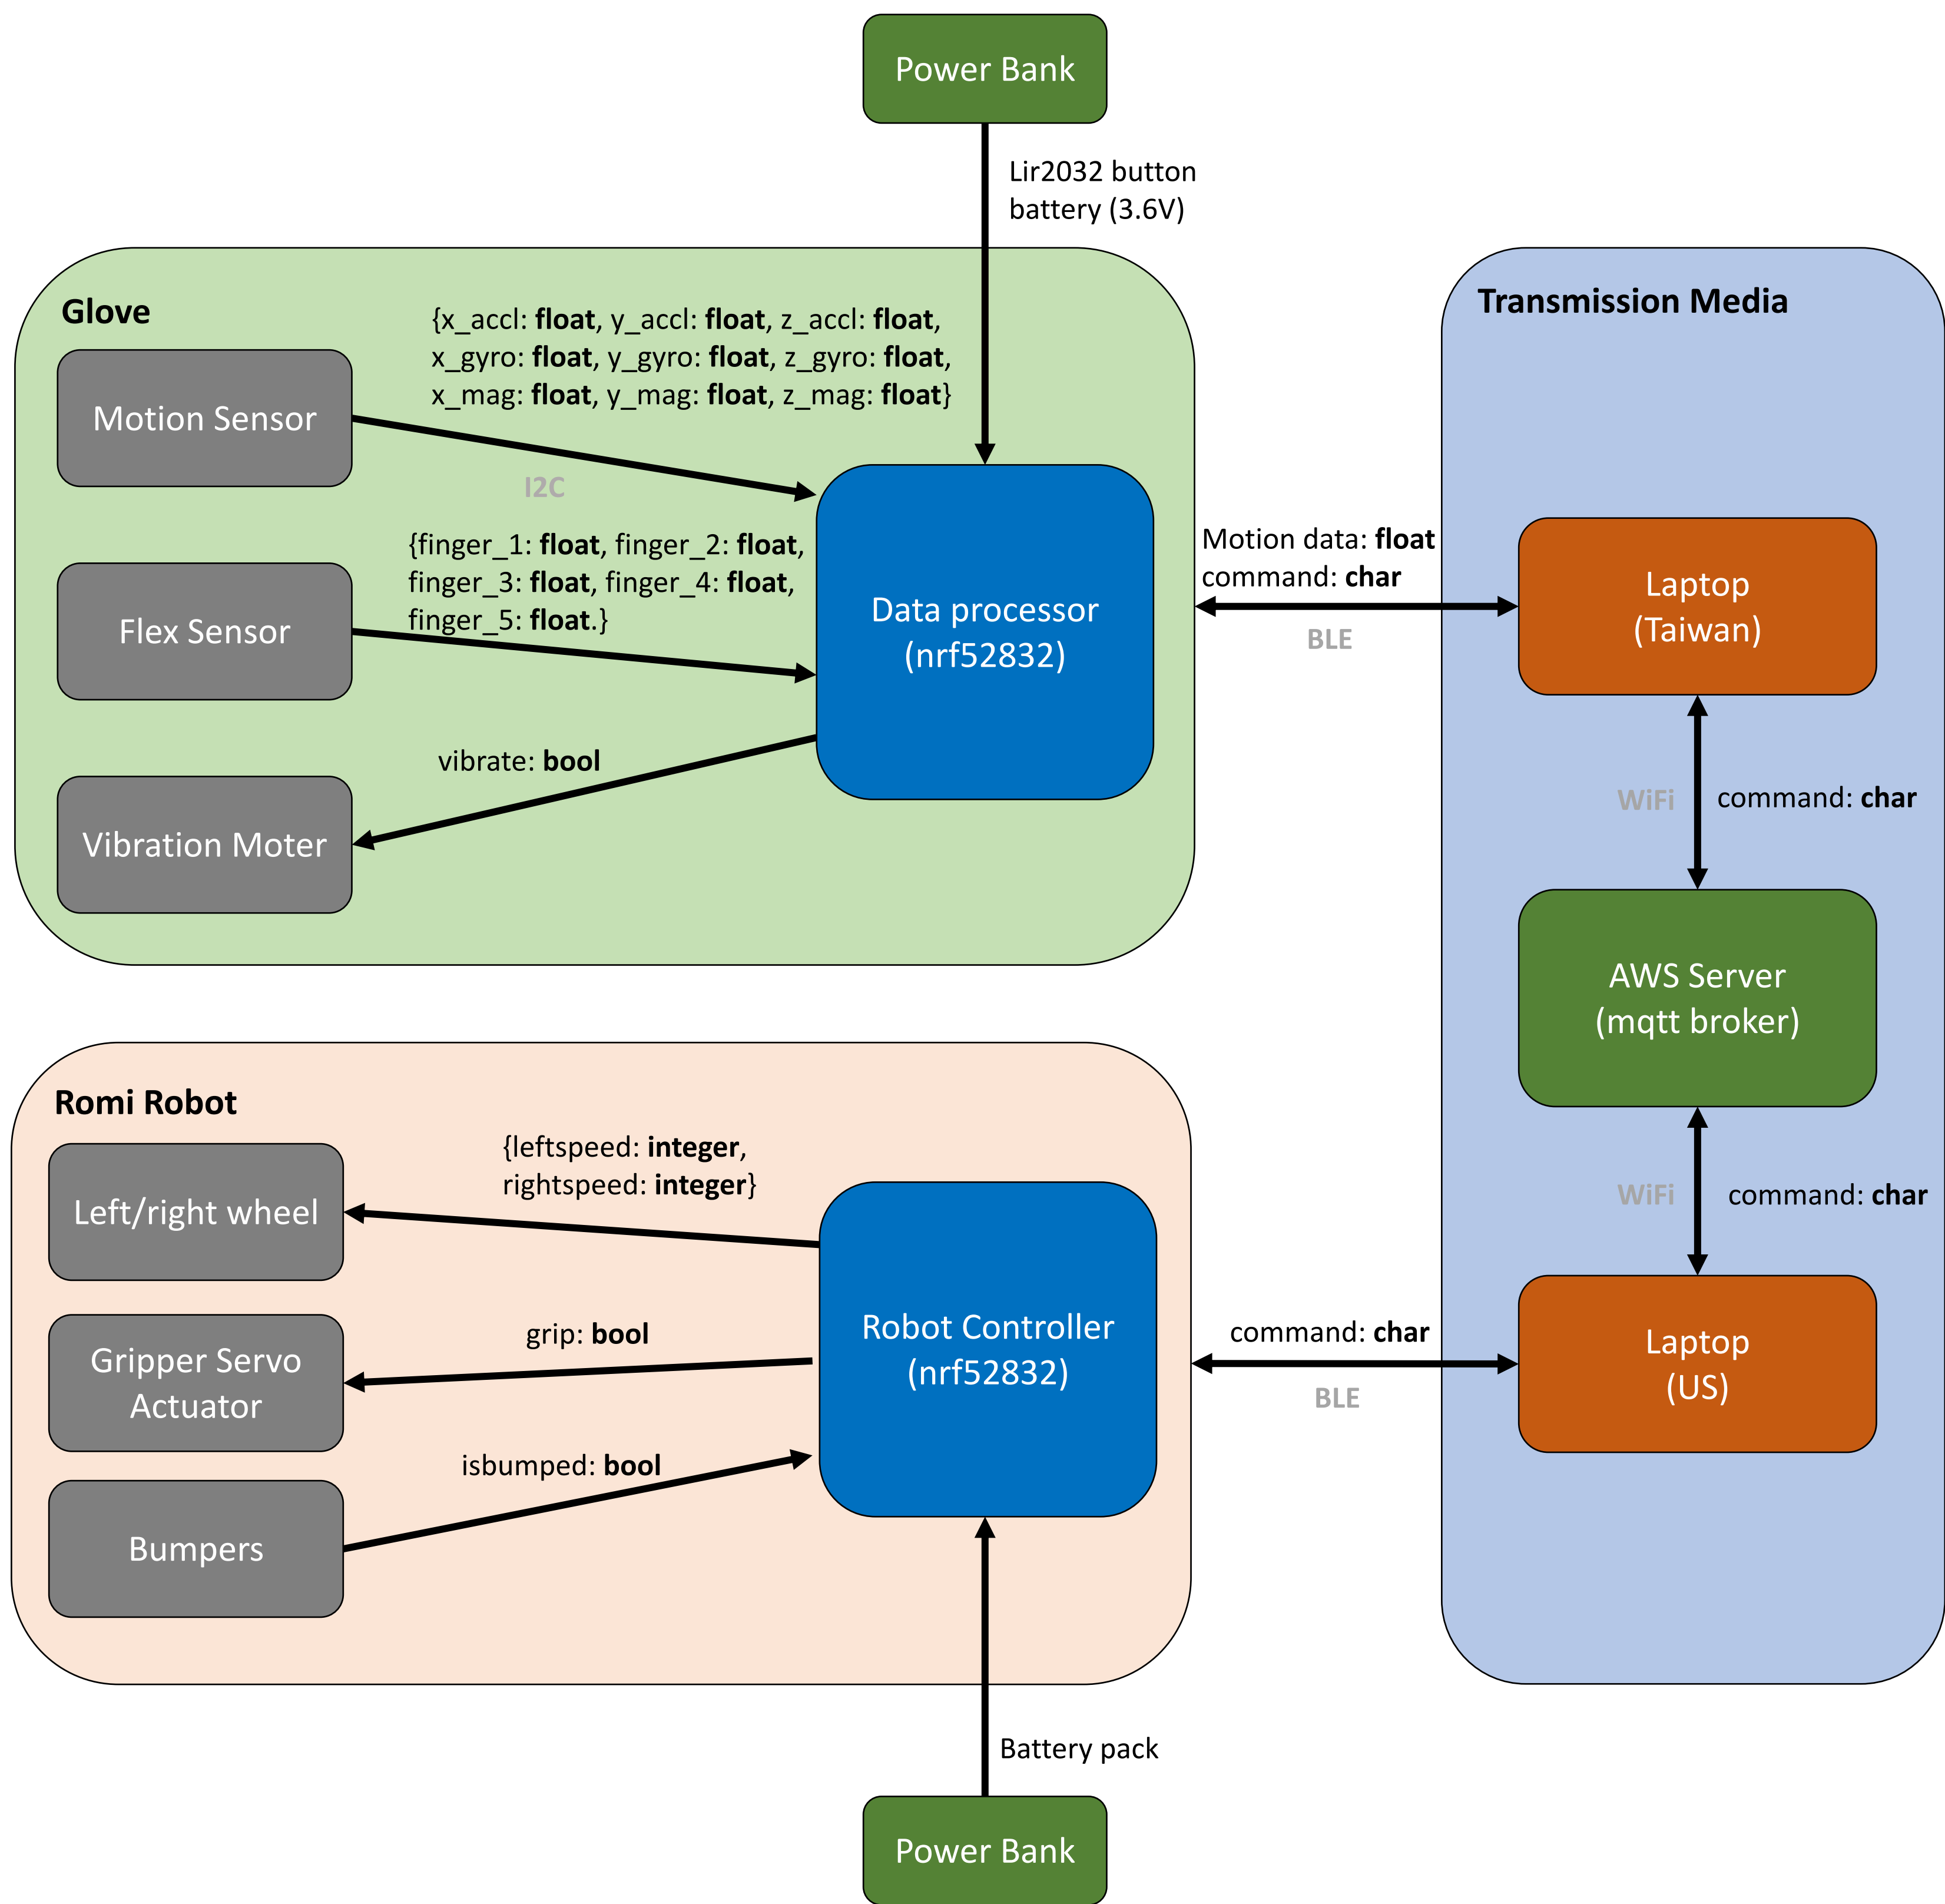 Power Bank
Lir2032 button
battery (3.6V)
Glove
{x_accl: float, y_accl: float, z_accl: float,
x_gyro: float, y_gyro: float, z_gyro: float,
x_mag: float, y_mag: float, z_mag: float}
Motion Sensor
I2C
{finger_1: float, finger_2: float,
finger_3: float, finger_4: float,
finger_5: float.}
Flex Sensor
Data processor
(nrf52832)
vibrate: bool
Vibration Moter
Motion data: float
command: char
BLE
Transmission Media
Laptop
(Taiwan)
WiFi
command: char
AWS Server
(mqtt broker)
WiFi
command: char
Laptop
(US)
Romi Robot
{leftspeed: integer,
rightspeed: integer}
Left/right wheel
grip: bool
Gripper Servo
Actuator
Robot Controller
(nrf52832)
isbumped: bool
Bumpers
command: char
BLE
Battery pack
Power Bank